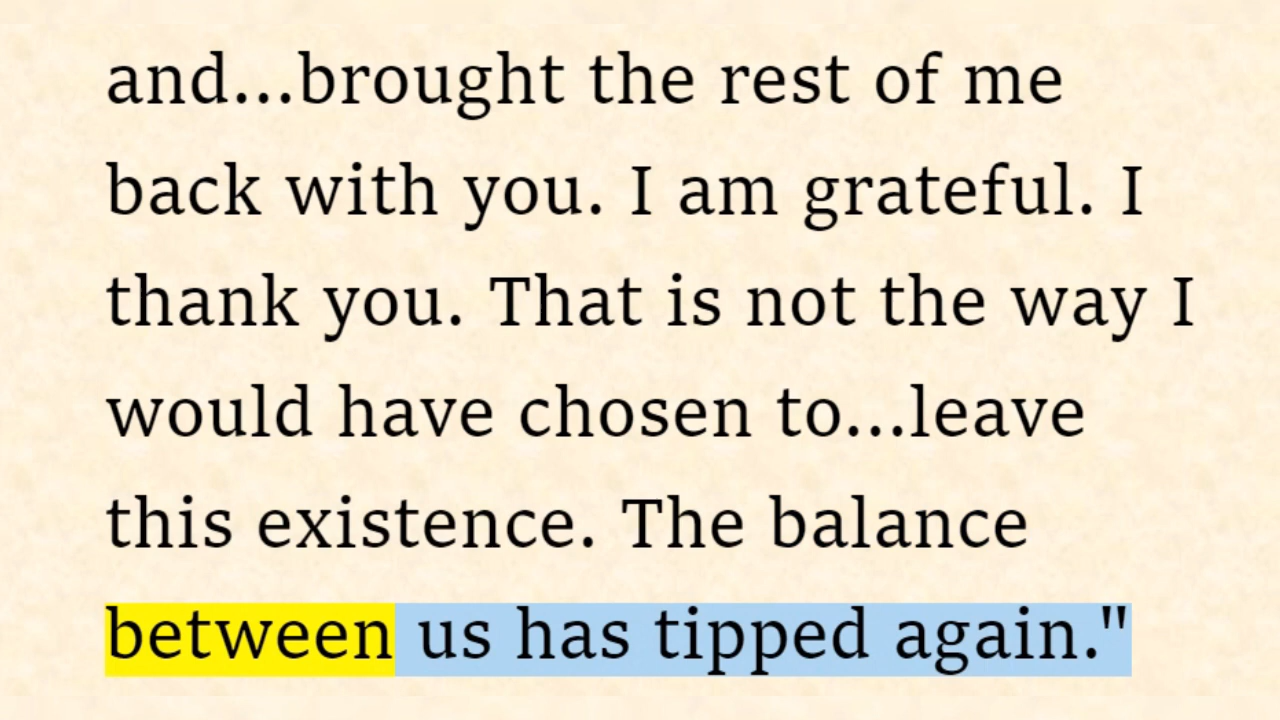 and...brought the rest of me
back with you. I am grateful. I
thank you. That is not the way I
would have chosen to...leave
this existence. The balance
between us has tipped again."